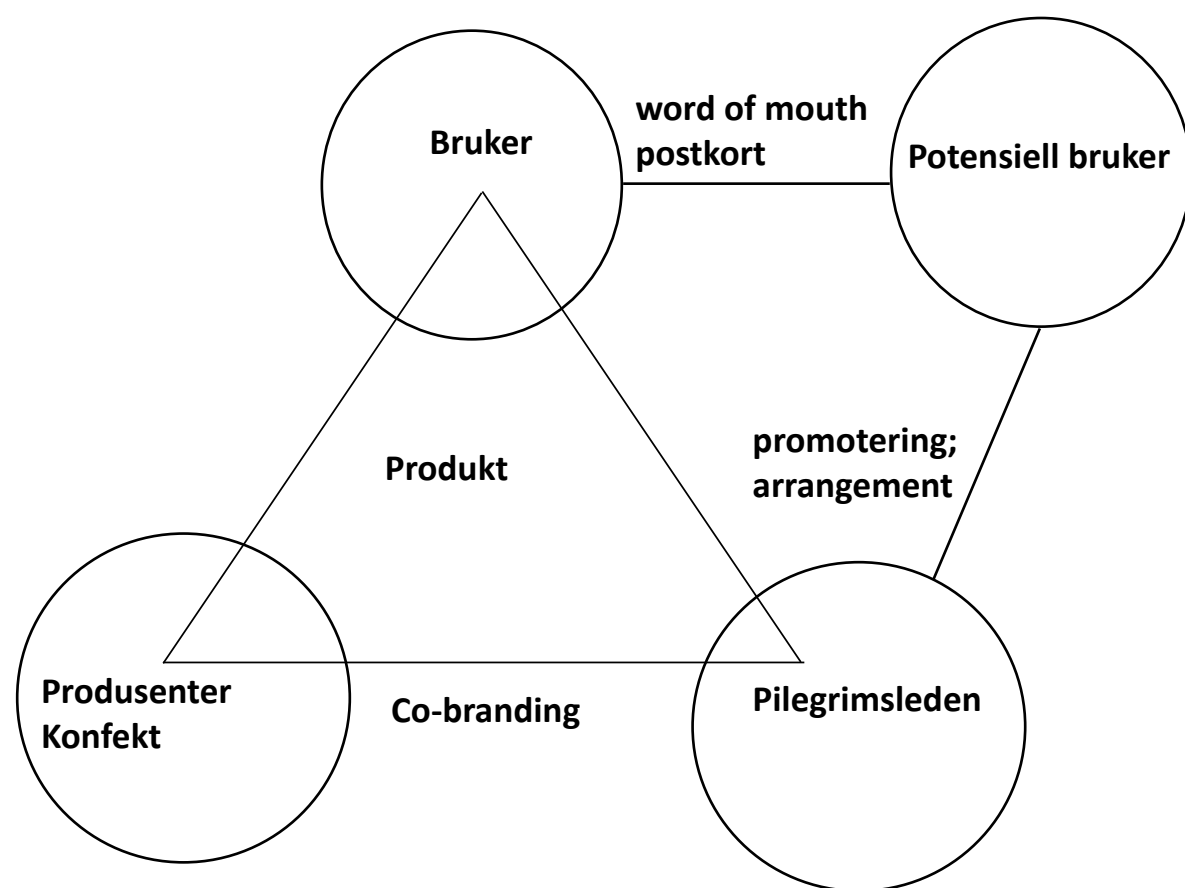 Bruker
word of mouth
postkort
Potensiell bruker
Produkt
promotering;
arrangement
Produsenter
Konfekt
Co-branding
Pilegrimsleden